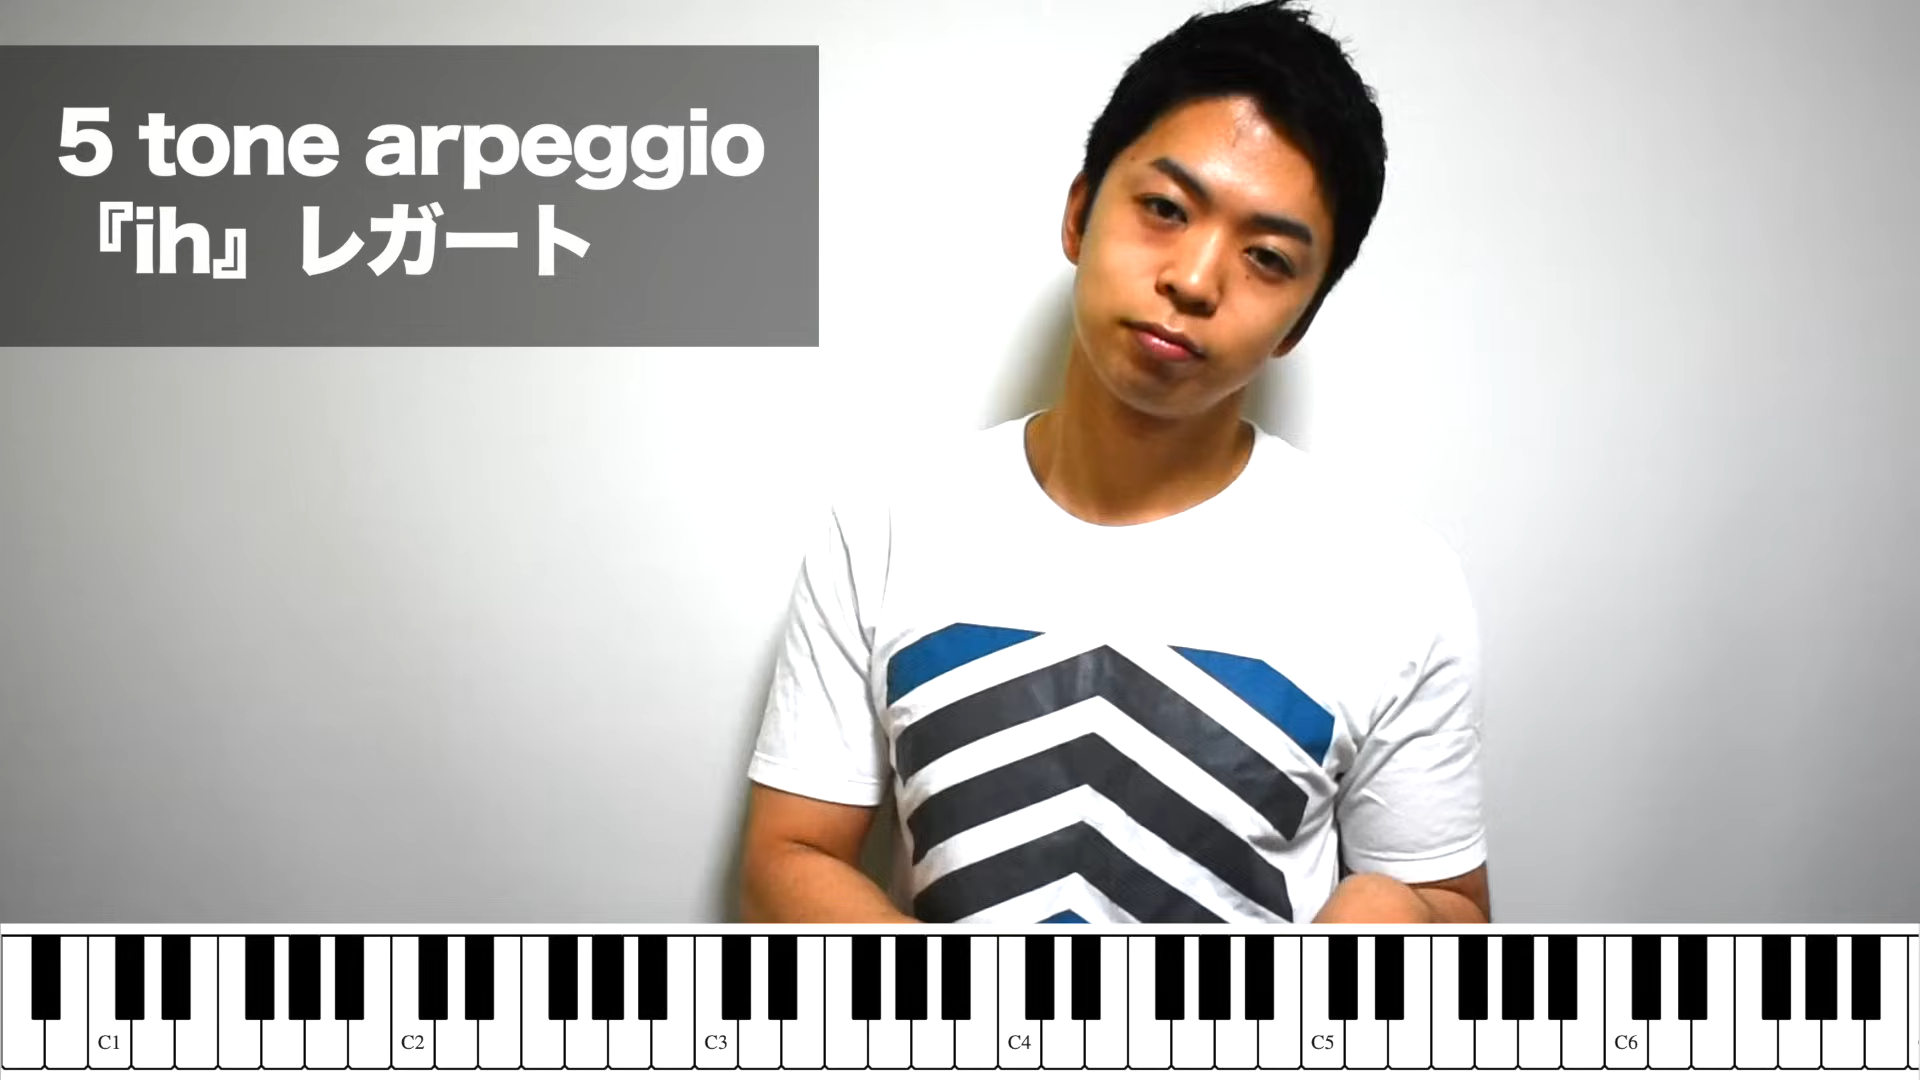 5 tone arpeggio
『ih』レガート
C1 C2 C3 C4 C5 C6